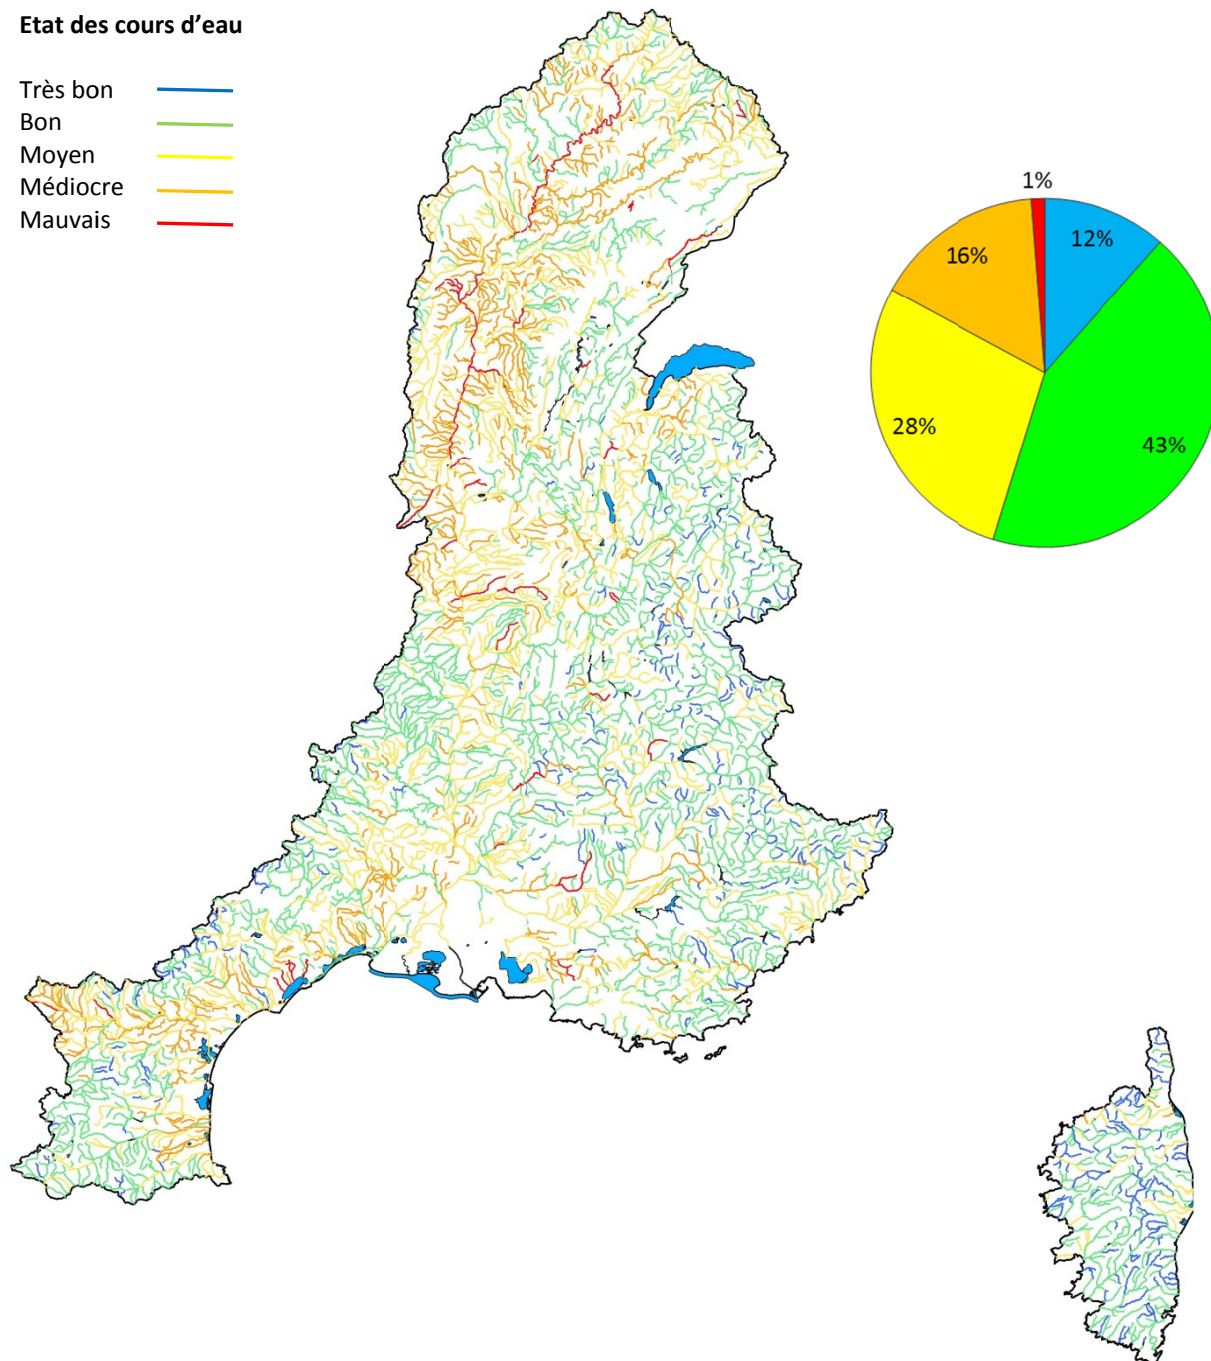 Etat des cours d’eau
Très bon
Bon
Moyen
Médiocre
Mauvais
1%
12%
16%
28%
43%